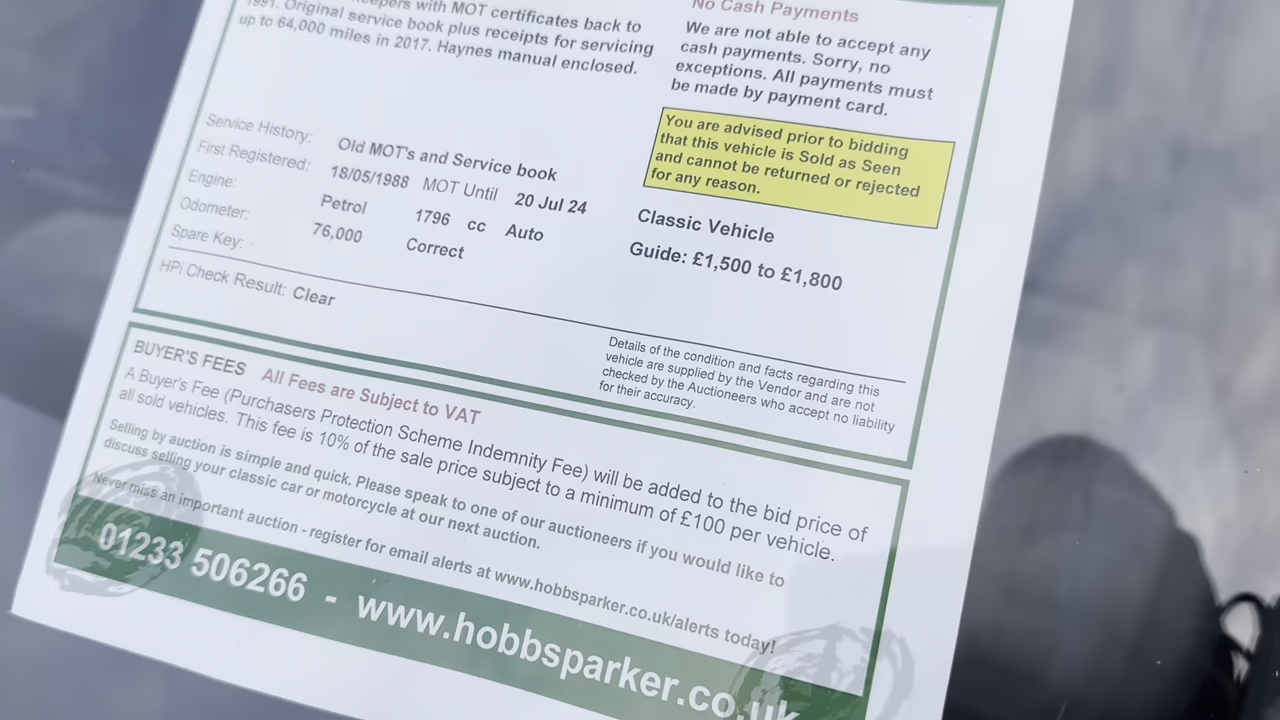 keepers with MOT certificates back to
1991. Original service book plus receipts for servicing
up to 64,000 miles in 2017. Haynes manual enclosed.
No Cash Payments
We are not able to accept any
cash payments. Sorry, no
exceptions. All payments must
be made by payment card.
You are advised prior to bidding
that this vehicle is Sold as Seen
and cannot be returned or rejected
for any reason.
Service History: Old MOT's and Service book
First Registered: 18/05/1988 MOT Until 20 Jul 24
Engine: Petrol 1796 cc Auto
Odometer: 76,000 Correct
Spare Key:
Classic Vehicle
Guide: £1,500 to £1,800
HPi Check Result: Clear
Details of the condition and facts regarding this
vehicle are supplied by the Vendor and are not
checked by the Auctioneers who accept no liability
for their accuracy.
BUYER'S FEES All Fees are Subject to VAT
A Buyer's Fee (Purchasers Protection Scheme Indemnity Fee) will be added to the bid price of
all sold vehicles. This fee is 10% of the sale price subject to a minimum of £100 per vehicle.
Selling by auction is simple and quick. Please speak to one of our auctioneers if you would like to
discuss selling your classic car or motorcycle at our next auction.
Never miss an important auction - register for email alerts at www.hobbsparker.co.uk/alerts today!
01233 506266 - www.hobbsparker.co.uk